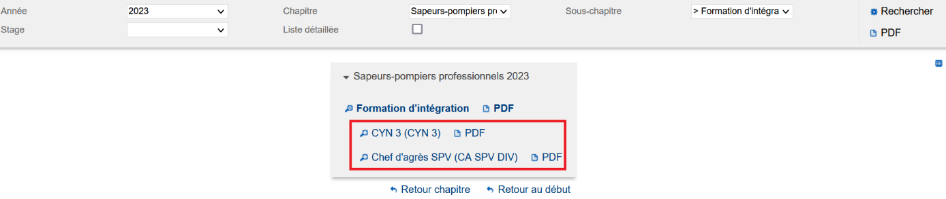 Année 2023 Chapitre Sapeurs-pompiers pr Sous-chapitre > Formation d'intégra Rechercher
Stage Liste détaillée PDF
Sapeurs-pompiers professionnels 2023
Formation d'intégration PDF
CYN 3 (CYN 3) PDF
Chef d'agrès SPV (CA SPV DIV) PDF
Retour chapitre Retour au début